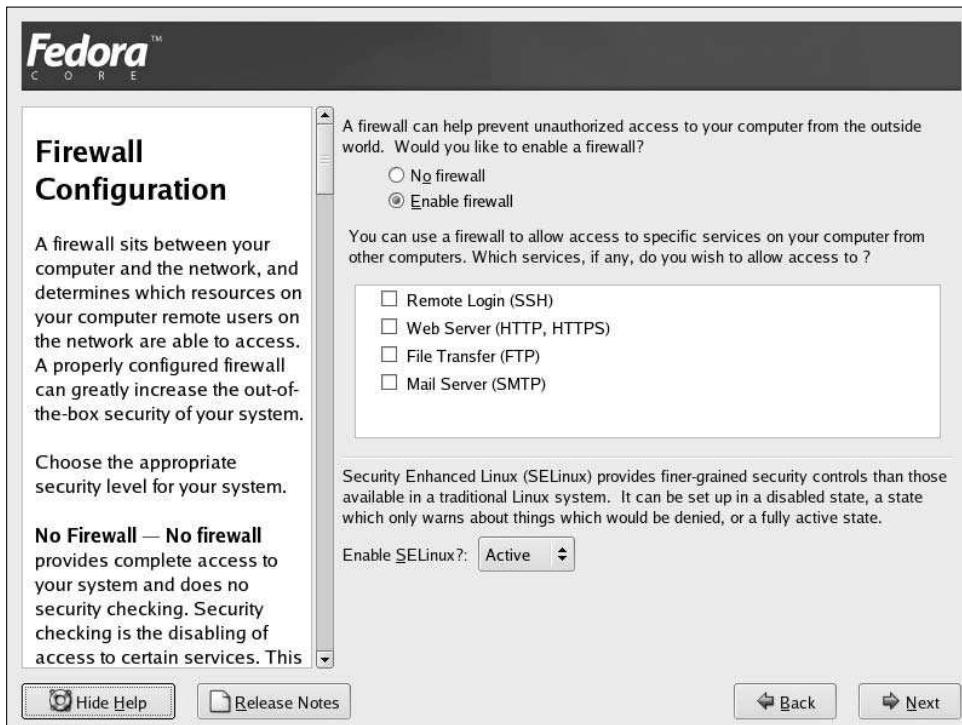 Fedora™
CORE
Firewall
Configuration
A firewall sits between your
computer and the network, and
determines which resources on
your computer remote users on
the network are able to access.
A properly configured firewall
can greatly increase the out-of-
the-box security of your system.
Choose the appropriate
security level for your system.
No Firewall — No firewall
provides complete access to
your system and does no
security checking. Security
checking is the disabling of
access to certain services. This
A firewall can help prevent unauthorized access to your computer from the outside
world. Would you like to enable a firewall?
No firewall
Enable firewall
You can use a firewall to allow access to specific services on your computer from
other computers. Which services, if any, do you wish to allow access to ?
Remote Login (SSH)
Web Server (HTTP, HTTPS)
File Transfer (FTP)
Mail Server (SMTP)
Security Enhanced Linux (SELinux) provides finer-grained security controls than those
available in a traditional Linux system. It can be set up in a disabled state, a state
which only warns about things which would be denied, or a fully active state.
Enable SELinux?: Active
Hide Help
Release Notes
Back
Next